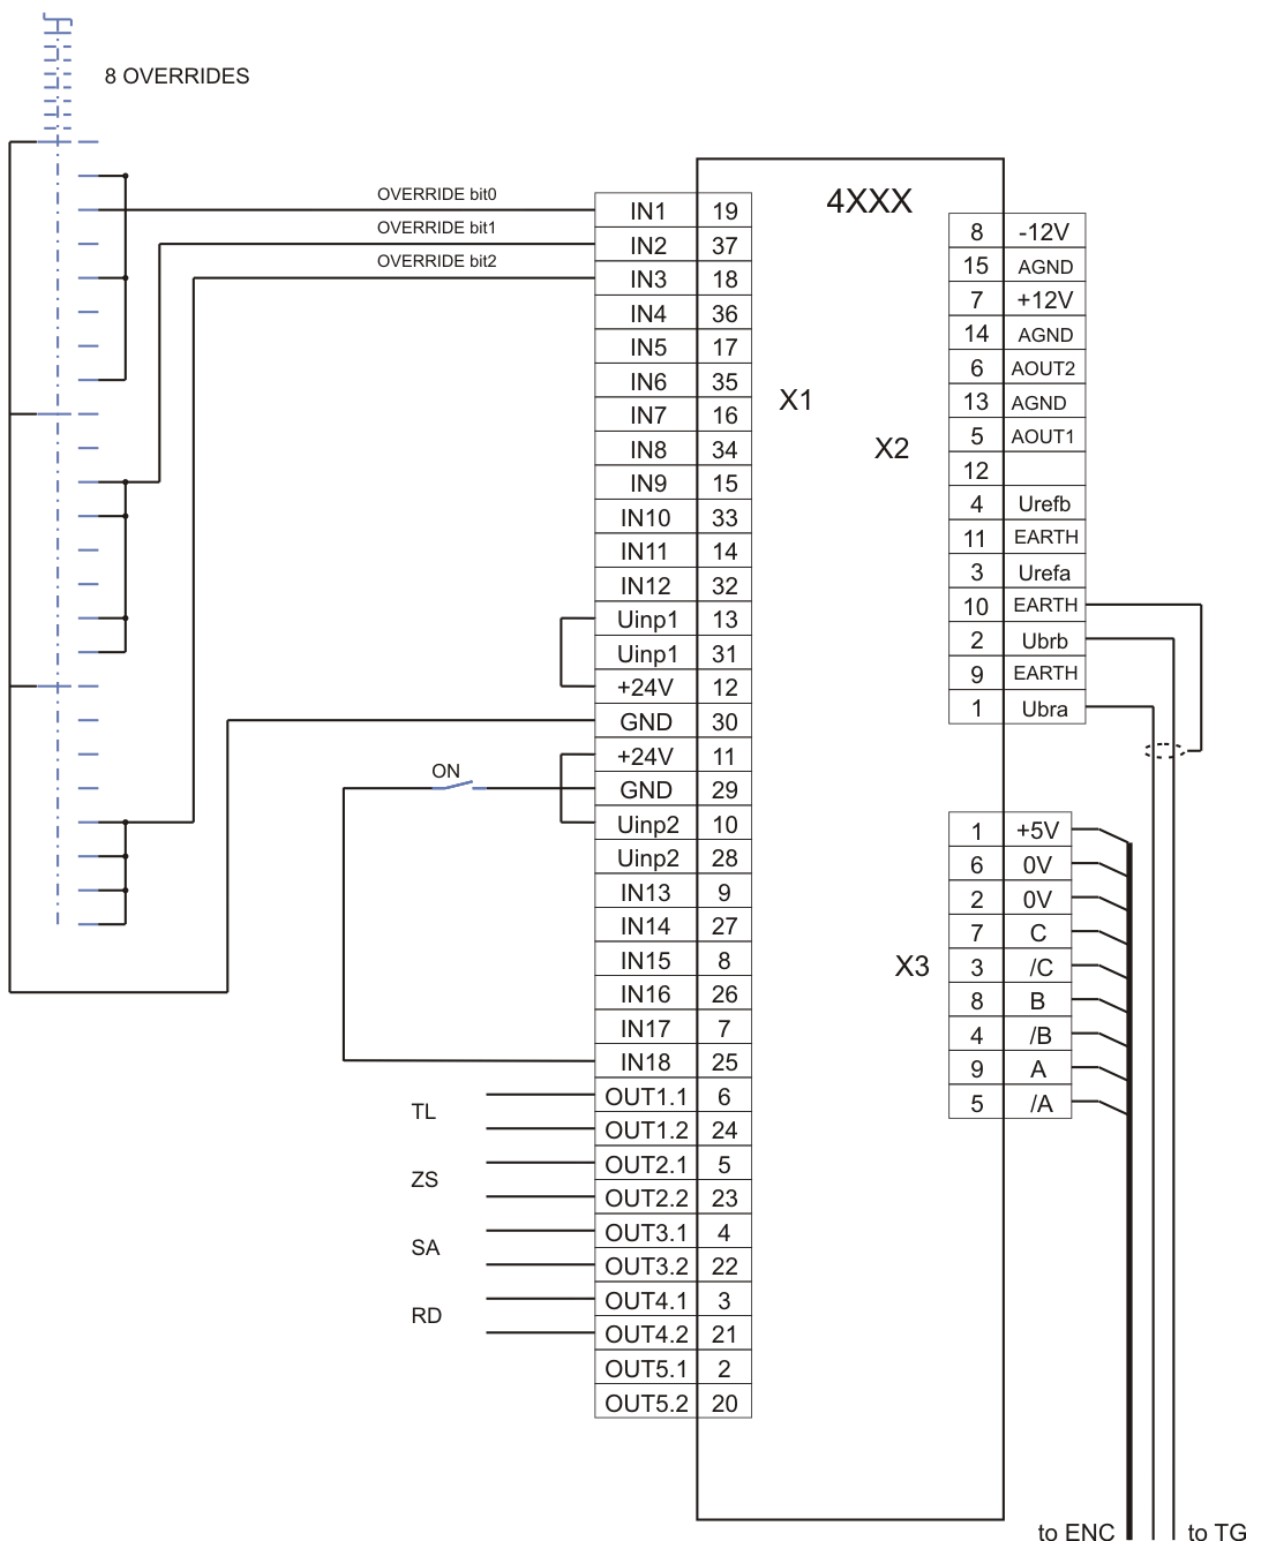 8 OVERRIDES
OVERRIDE bit0
OVERRIDE bit1
OVERRIDE bit2
ON
TL
ZS
SA
RD
4XXX
X1
IN1 19
IN2 37
IN3 18
IN4 36
IN5 17
IN6 35
IN7 16
IN8 34
IN9 15
IN10 33
IN11 14
IN12 32
Uinp1 13
Uinp1 31
+24V 12
GND 30
+24V 11
GND 29
Uinp2 10
Uinp2 28
IN13 9
IN14 27
IN15 8
IN16 26
IN17 7
IN18 25
OUT1.1 6
OUT1.2 24
OUT2.1 5
OUT2.2 23
OUT3.1 4
OUT3.2 22
OUT4.1 3
OUT4.2 21
OUT5.1 2
OUT5.2 20
X2
8 -12V
15 AGND
7 +12V
14 AGND
6 AOUT2
13 AGND
5 AOUT1
12
4 Urefb
11 EARTH
3 Urefa
10 EARTH
2 Ubrb
9 EARTH
1 Ubra
X3
1 +5V
6 0V
2 0V
7 C
3 /C
8 B
4 /B
9 A
5 /A
to ENC
to TG